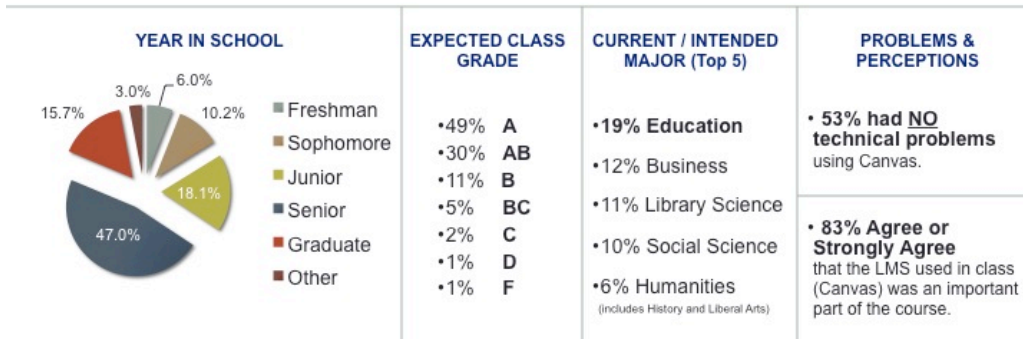 YEAR IN SCHOOL
3.0%
6.0%
15.7%
10.2%
18.1%
47.0%
Freshman
Sophomore
Junior
Senior
Graduate
Other
EXPECTED CLASS
GRADE
•49% A
•30% AB
•11% B
•5% BC
•2% C
•1% D
•1% F
CURRENT / INTENDED
MAJOR (Top 5)
•19% Education
•12% Business
•11% Library Science
•10% Social Science
•6% Humanities
(includes History and Liberal Arts)
PROBLEMS &
PERCEPTIONS
• 53% had NO
technical problems
using Canvas.
• 83% Agree or
Strongly Agree
that the LMS used in class
(Canvas) was an important
part of the course.